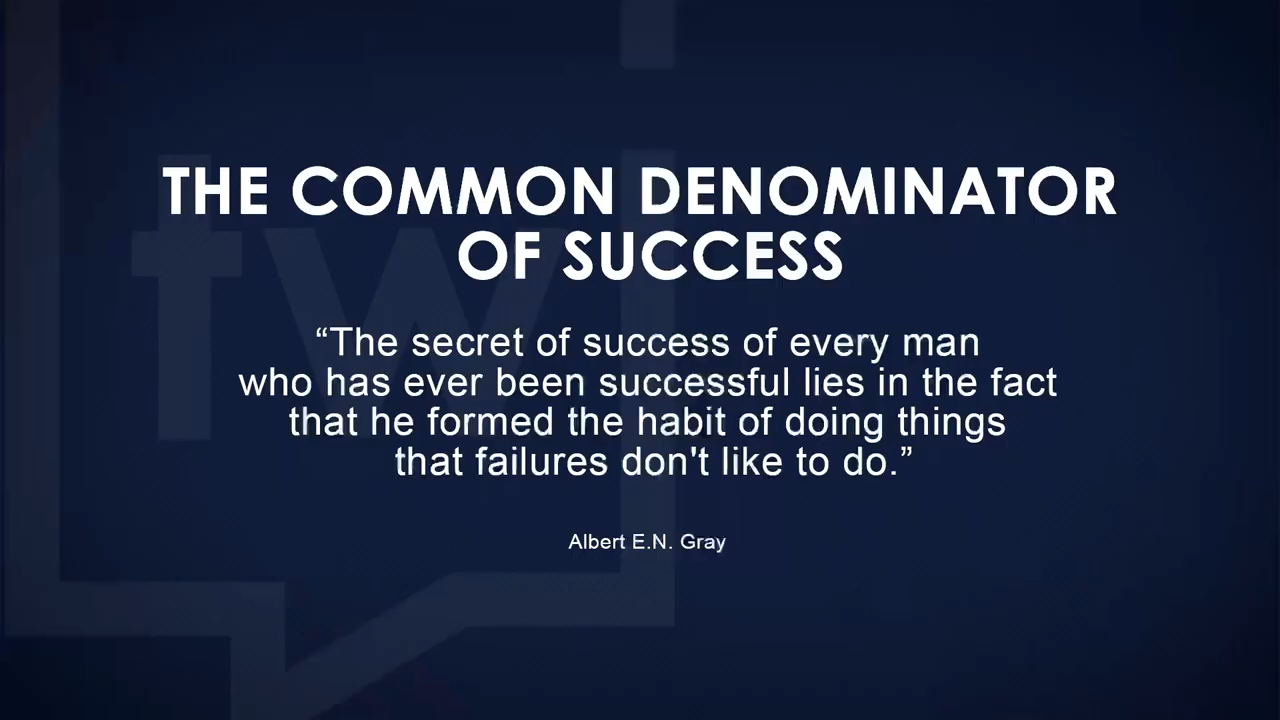 THE COMMON DENOMINATOR
OF SUCCESS
“The secret of success of every man
who has ever been successful lies in the fact
that he formed the habit of doing things
that failures don't like to do.”
Albert E.N. Gray
tw